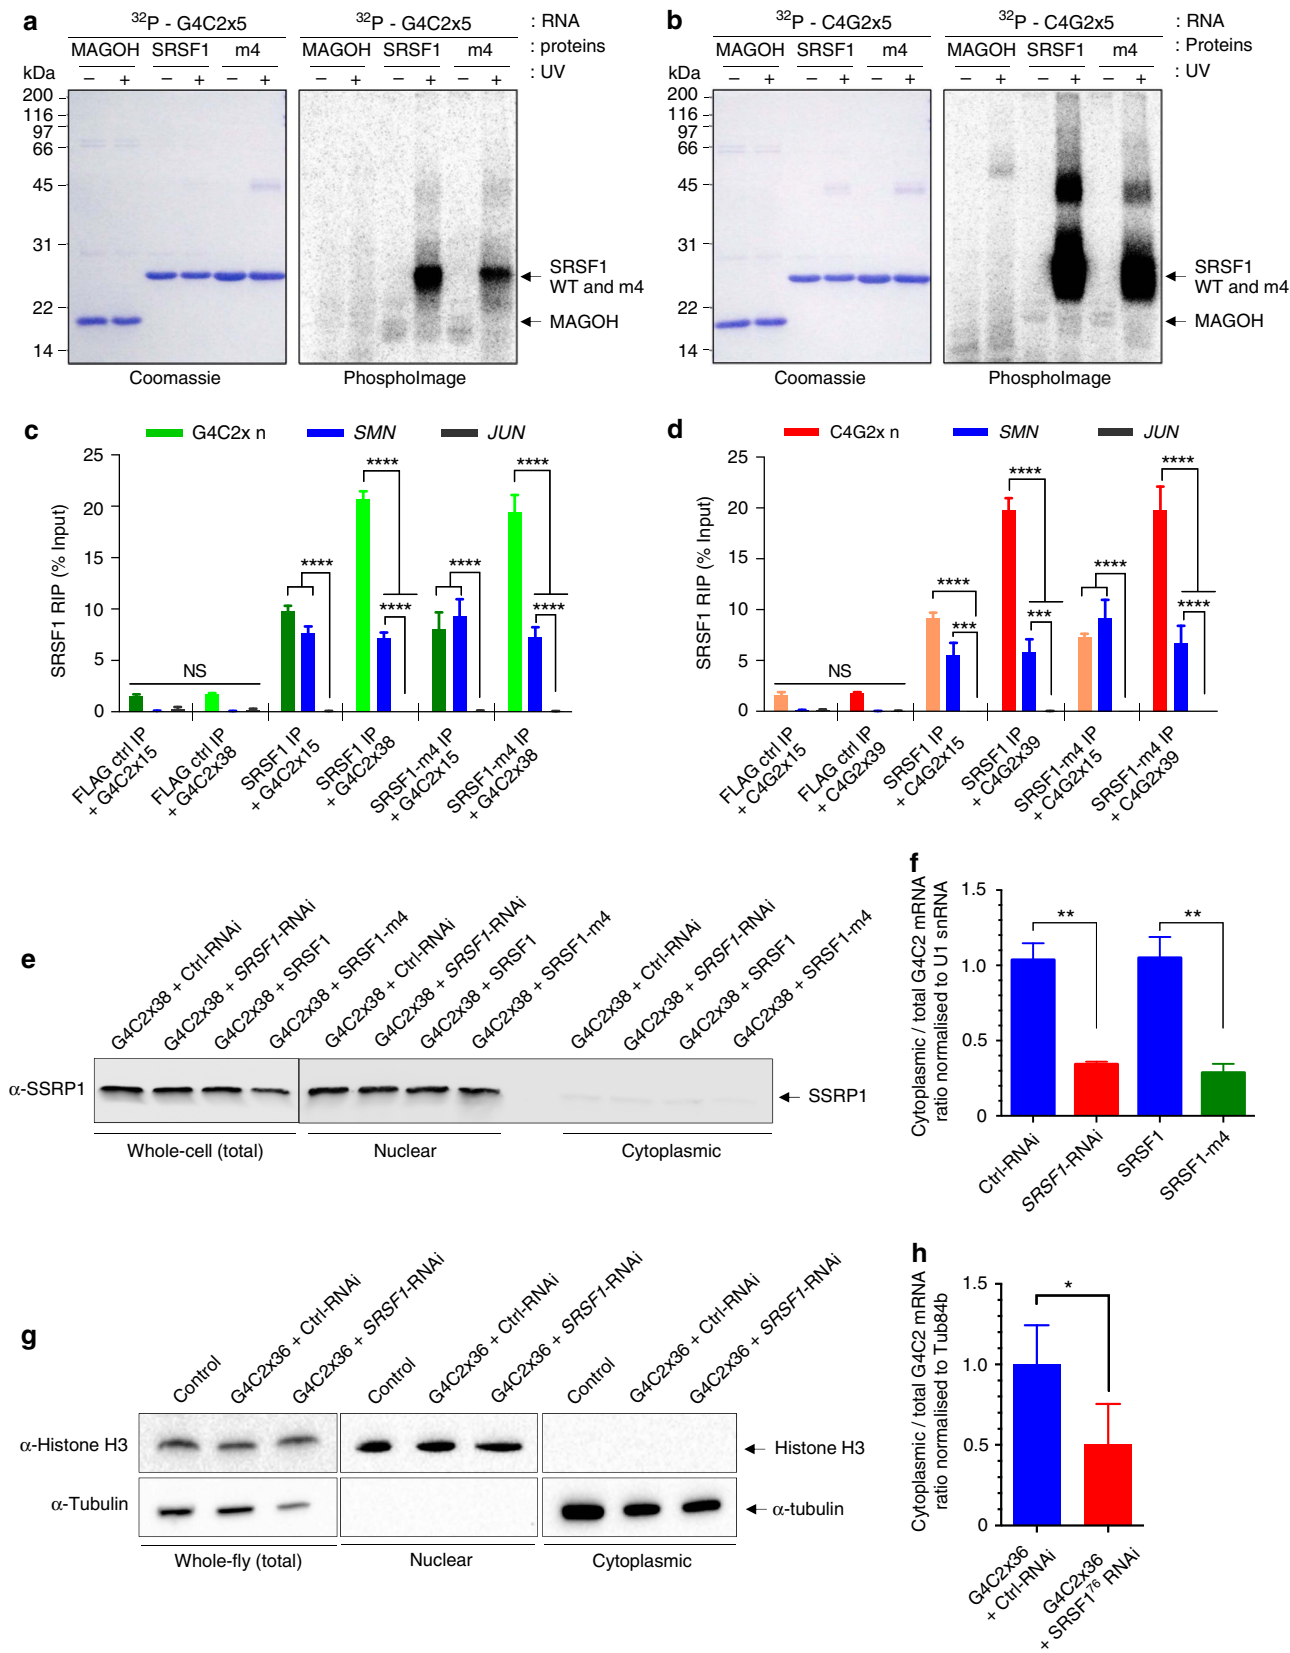 a
32P - G4C2x5
32P - G4C2x5
: RNA
MAGOH SRSF1 m4
MAGOH SRSF1 m4
: proteins
kDa
− + − + − +
− + − + − +
: UV
200
116
97
66
45
31
22
14
SRSF1
WT and m4
MAGOH
Coomassie
PhosphoImage
b
32P - C4G2x5
32P - C4G2x5
: RNA
MAGOH SRSF1 m4
MAGOH SRSF1 m4
: Proteins
kDa
− + − + − +
− + − + − +
: UV
200
116
97
66
45
31
22
14
SRSF1
WT and m4
MAGOH
Coomassie
PhosphoImage
c
G4C2x n
SMN
JUN
SRSF1 RIP (% Input)
25
20
15
10
5
0
NS
****
****
****
****
****
****
FLAG ctrl IP
+ G4C2x15
FLAG ctrl IP
+ G4C2x38
SRSF1 IP
+ G4C2x15
SRSF1 IP
+ G4C2x38
SRSF1-m4 IP
+ G4C2x15
SRSF1-m4 IP
+ G4C2x38
d
C4G2x n
SMN
JUN
SRSF1 RIP (% Input)
25
20
15
10
5
0
NS
****
***
****
***
****
****
****
FLAG ctrl IP
+ C4G2x15
FLAG ctrl IP
+ C4G2x39
SRSF1 IP
+ C4G2x15
SRSF1 IP
+ C4G2x39
SRSF1-m4 IP
+ C4G2x15
SRSF1-m4 IP
+ C4G2x39
e
G4C2x38 + Ctrl-RNAi
G4C2x38 + SRSF1-RNAi
G4C2x38 + SRSF1
G4C2x38 + SRSF1-m4
G4C2x38 + Ctrl-RNAi
G4C2x38 + SRSF1-RNAi
G4C2x38 + SRSF1
G4C2x38 + SRSF1-m4
G4C2x38 + Ctrl-RNAi
G4C2x38 + SRSF1-RNAi
G4C2x38 + SRSF1
G4C2x38 + SRSF1-m4
α-SSRP1
SSRP1
Whole-cell (total)
Nuclear
Cytoplasmic
f
Cytoplasmic / total G4C2 mRNA
ratio normalised to U1 snRNA
1.5
1.0
0.5
0
**
**
Ctrl-RNAi
SRSF1-RNAi
SRSF1
SRSF1-m4
g
Control
G4C2x36 + Ctrl-RNAi
G4C2x36 + SRSF1-RNAi
Control
G4C2x36 + Ctrl-RNAi
G4C2x36 + SRSF1-RNAi
Control
G4C2x36 + Ctrl-RNAi
G4C2x36 + SRSF1-RNAi
α-Histone H3
Histone H3
α-Tubulin
α-tubulin
Whole-fly (total)
Nuclear
Cytoplasmic
h
Cytoplasmic / total G4C2 mRNA
ratio normalised to Tub84b
1.5
1.0
0.5
0
*
G4C2x36
+ Ctrl-RNAi
G4C2x36
+ SRSF176 RNAi